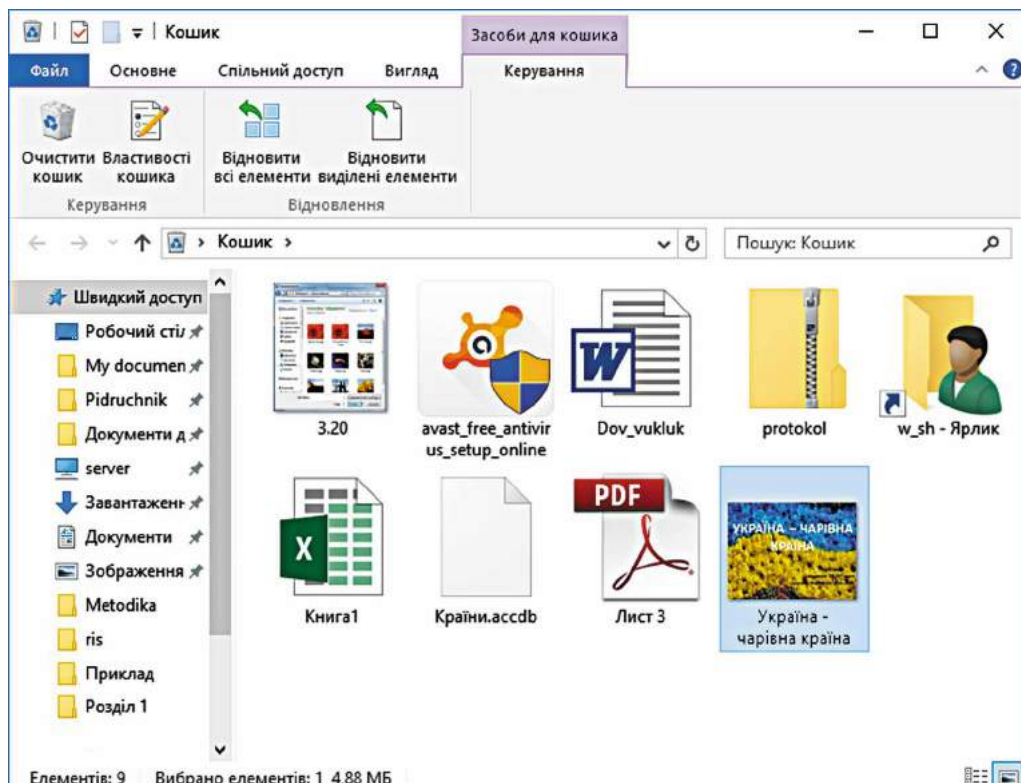 Кошик
Засоби для кошика
Файл
Основне
Спільний доступ
Вигляд
Керування
Очистити
кошик
Властивості
кошика
Відновити
всі елементи
Відновити
виділені елементи
Керування
Відновлення
Кошик
Пошук: Кошик
Швидкий доступ
Робочий стіл
My documen
Pidruchnik
Документи д
server
Завантажен
Документи
Зображення
Metodika
ris
Приклад
Розділ 1
3.20
avast_free_antivir
us_setup_online
Dov_vukluk
protokol
w_sh - Ярлик
Книга1
Країни.accdb
PDF
Лист 3
УКРАЇНА – ЧАРІВНА
КРАЇНА
Україна -
чарівна країна
Елементів: 9 Вибрано елементів: 1 4,88 МБ